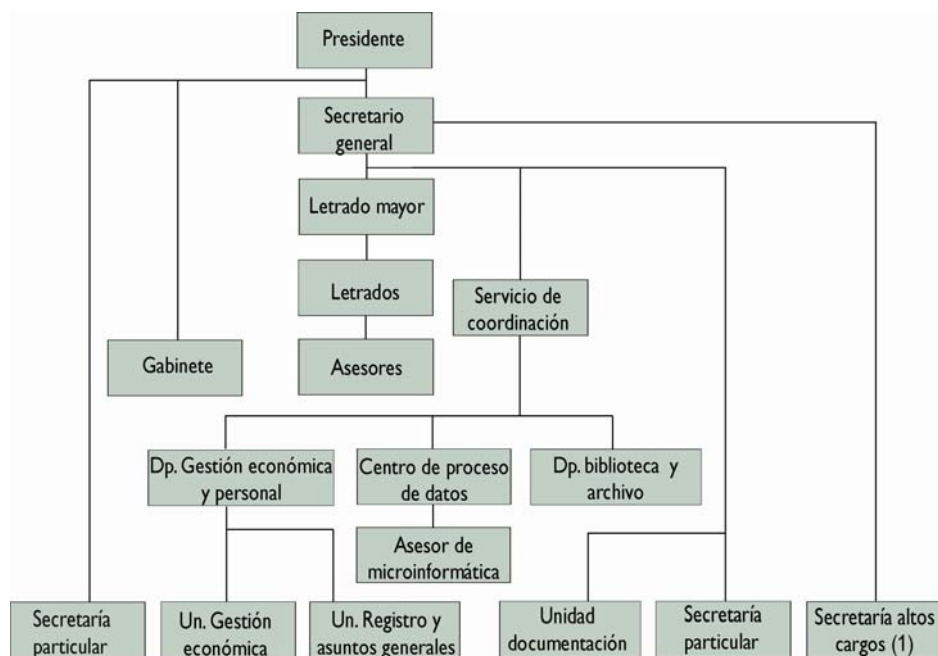 Presidente
Secretario
general
Letrado mayor
Letrados
Servicio de
coordinación
Gabinete
Asesores
Dp. Gestión económica
y personal
Centro de proceso
de datos
Dp. biblioteca y
archivo
Asesor de
microinformática
Secretaría
particular
Un. Gestión
económica
Un. Registro y
asuntos generales
Unidad
documentación
Secretaría
particular
Secretaría altos
cargos (1)